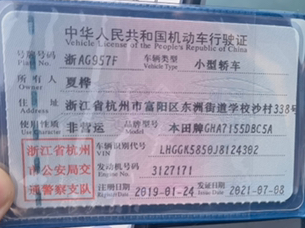 中华人民共和国机动车行驶证
Vehicle License of the People's Republic of China
号牌号码 浙AG957F 车辆类型 小型轿车
Plate No. Vehicle Type
所有人 夏桦
Owner
住址 浙江省杭州市富阳区东洲街道学校沙村338号
Address
使用性质 非营运 品牌型号 本田牌GHA7155DBC5A
Use Character
浙江省杭州市公安局交通警察支队
车辆识别代号 LHGGK5850J8124302
VIN
发动机号码 3127171
Engine No.
注册日期 2019-01-24 发证日期 2021-07-08
Register Date Issue Date